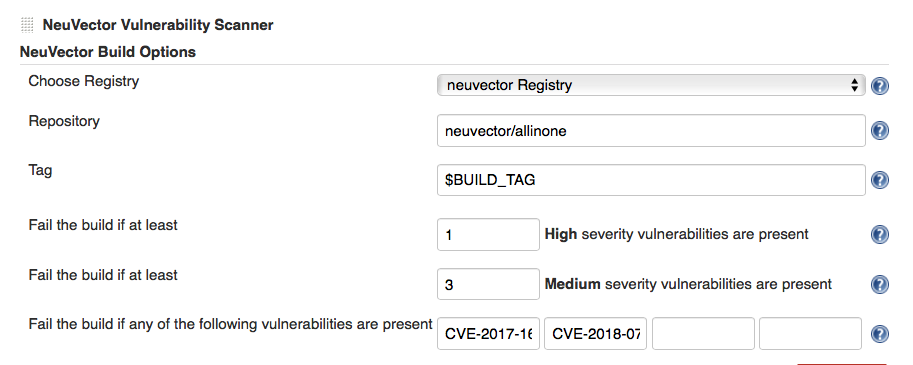 NeuVector Vulnerability Scanner
NeuVector Build Options
Choose Registry neuvector Registry ?
Repository neuvector/allinone ?
Tag $BUILD_TAG ?
Fail the build if at least 1 High severity vulnerabilities are present ?
Fail the build if at least 3 Medium severity vulnerabilities are present ?
Fail the build if any of the following vulnerabilities are present CVE-2017-16 CVE-2018-07 ?